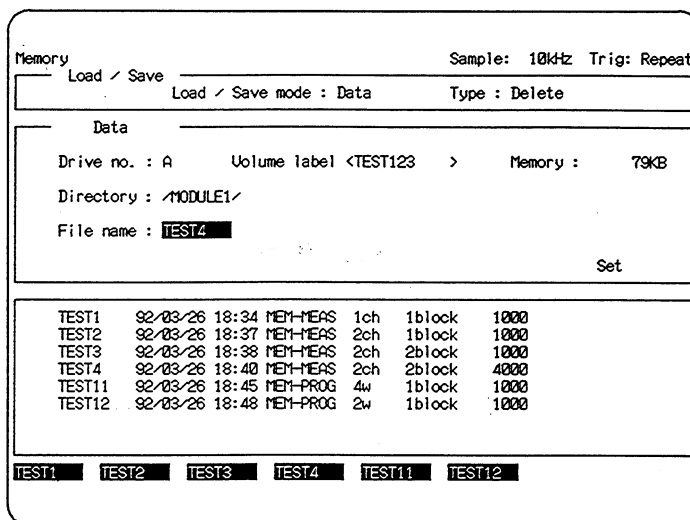 Memory Sample: 10kHz Trig: Repeat
Load / Save
Load / Save mode : Data Type : Delete
Data
Drive no. : A Volume label <TEST123 > Memory : 79KB
Directory : /MODULE1/
File name : TEST4
Set
TEST1 92/03/26 18:34 MEM-MEAS 1ch 1block 1000
TEST2 92/03/26 18:37 MEM-MEAS 2ch 1block 1000
TEST3 92/03/26 18:38 MEM-MEAS 2ch 2block 1000
TEST4 92/03/26 18:40 MEM-MEAS 2ch 2block 4000
TEST11 92/03/26 18:45 MEM-PROG 4w 1block 1000
TEST12 92/03/26 18:48 MEM-PROG 2w 1block 1000
TEST1 TEST2 TEST3 TEST4 TEST11 TEST12